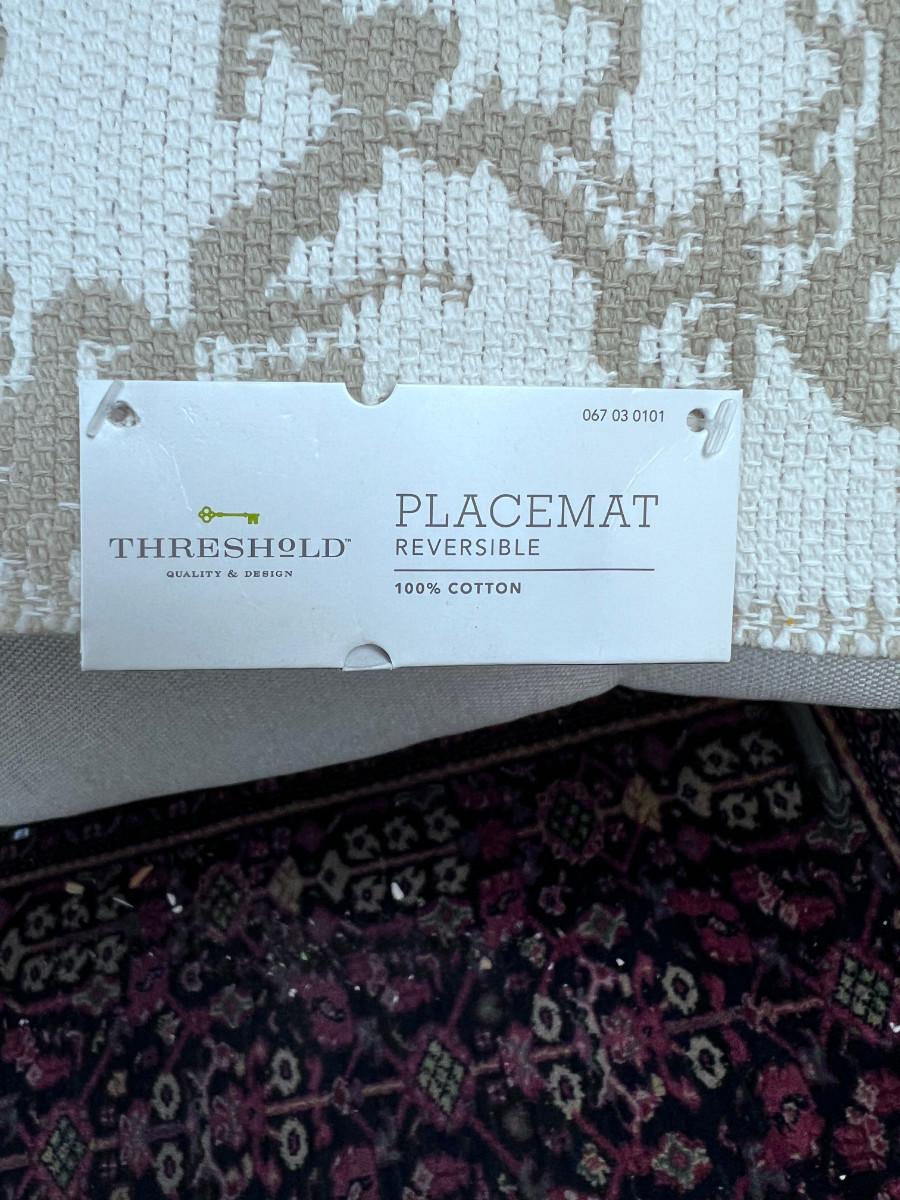 067 03 0101
THRESHOLD™
QUALITY & DESIGN
PLACEMAT
REVERSIBLE
100% COTTON